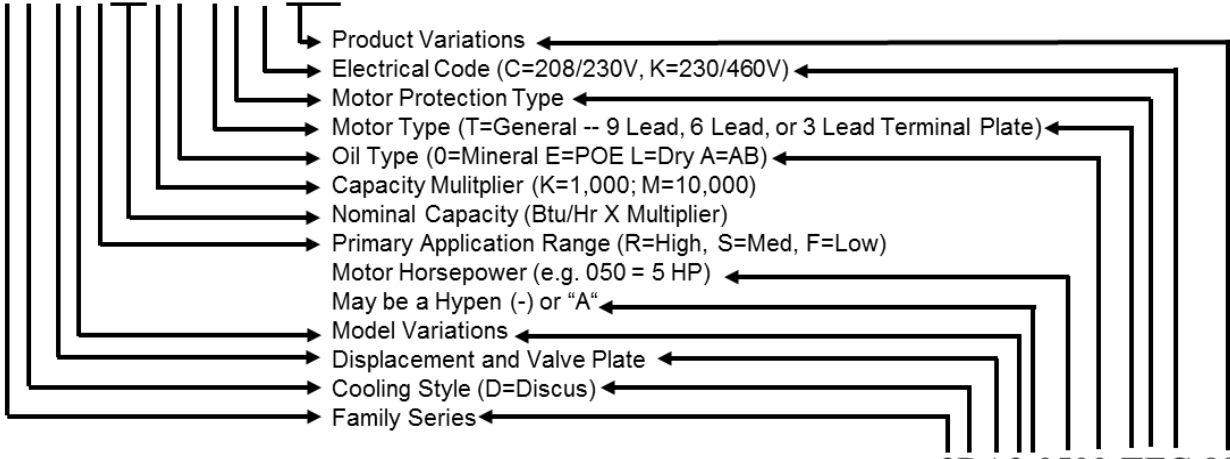 Product Variations
Electrical Code (C=208/230V, K=230/460V)
Motor Protection Type
Motor Type (T=General -- 9 Lead, 6 Lead, or 3 Lead Terminal Plate)
Oil Type (0=Mineral E=POE L=Dry A=AB)
Capacity Mulitplier (K=1,000; M=10,000)
Nominal Capacity (Btu/Hr X Multiplier)
Primary Application Range (R=High, S=Med, F=Low)
Motor Horsepower (e.g. 050 = 5 HP)
May be a Hypen (-) or “A“
Model Variations
Displacement and Valve Plate
Cooling Style (D=Discus)
Family Series